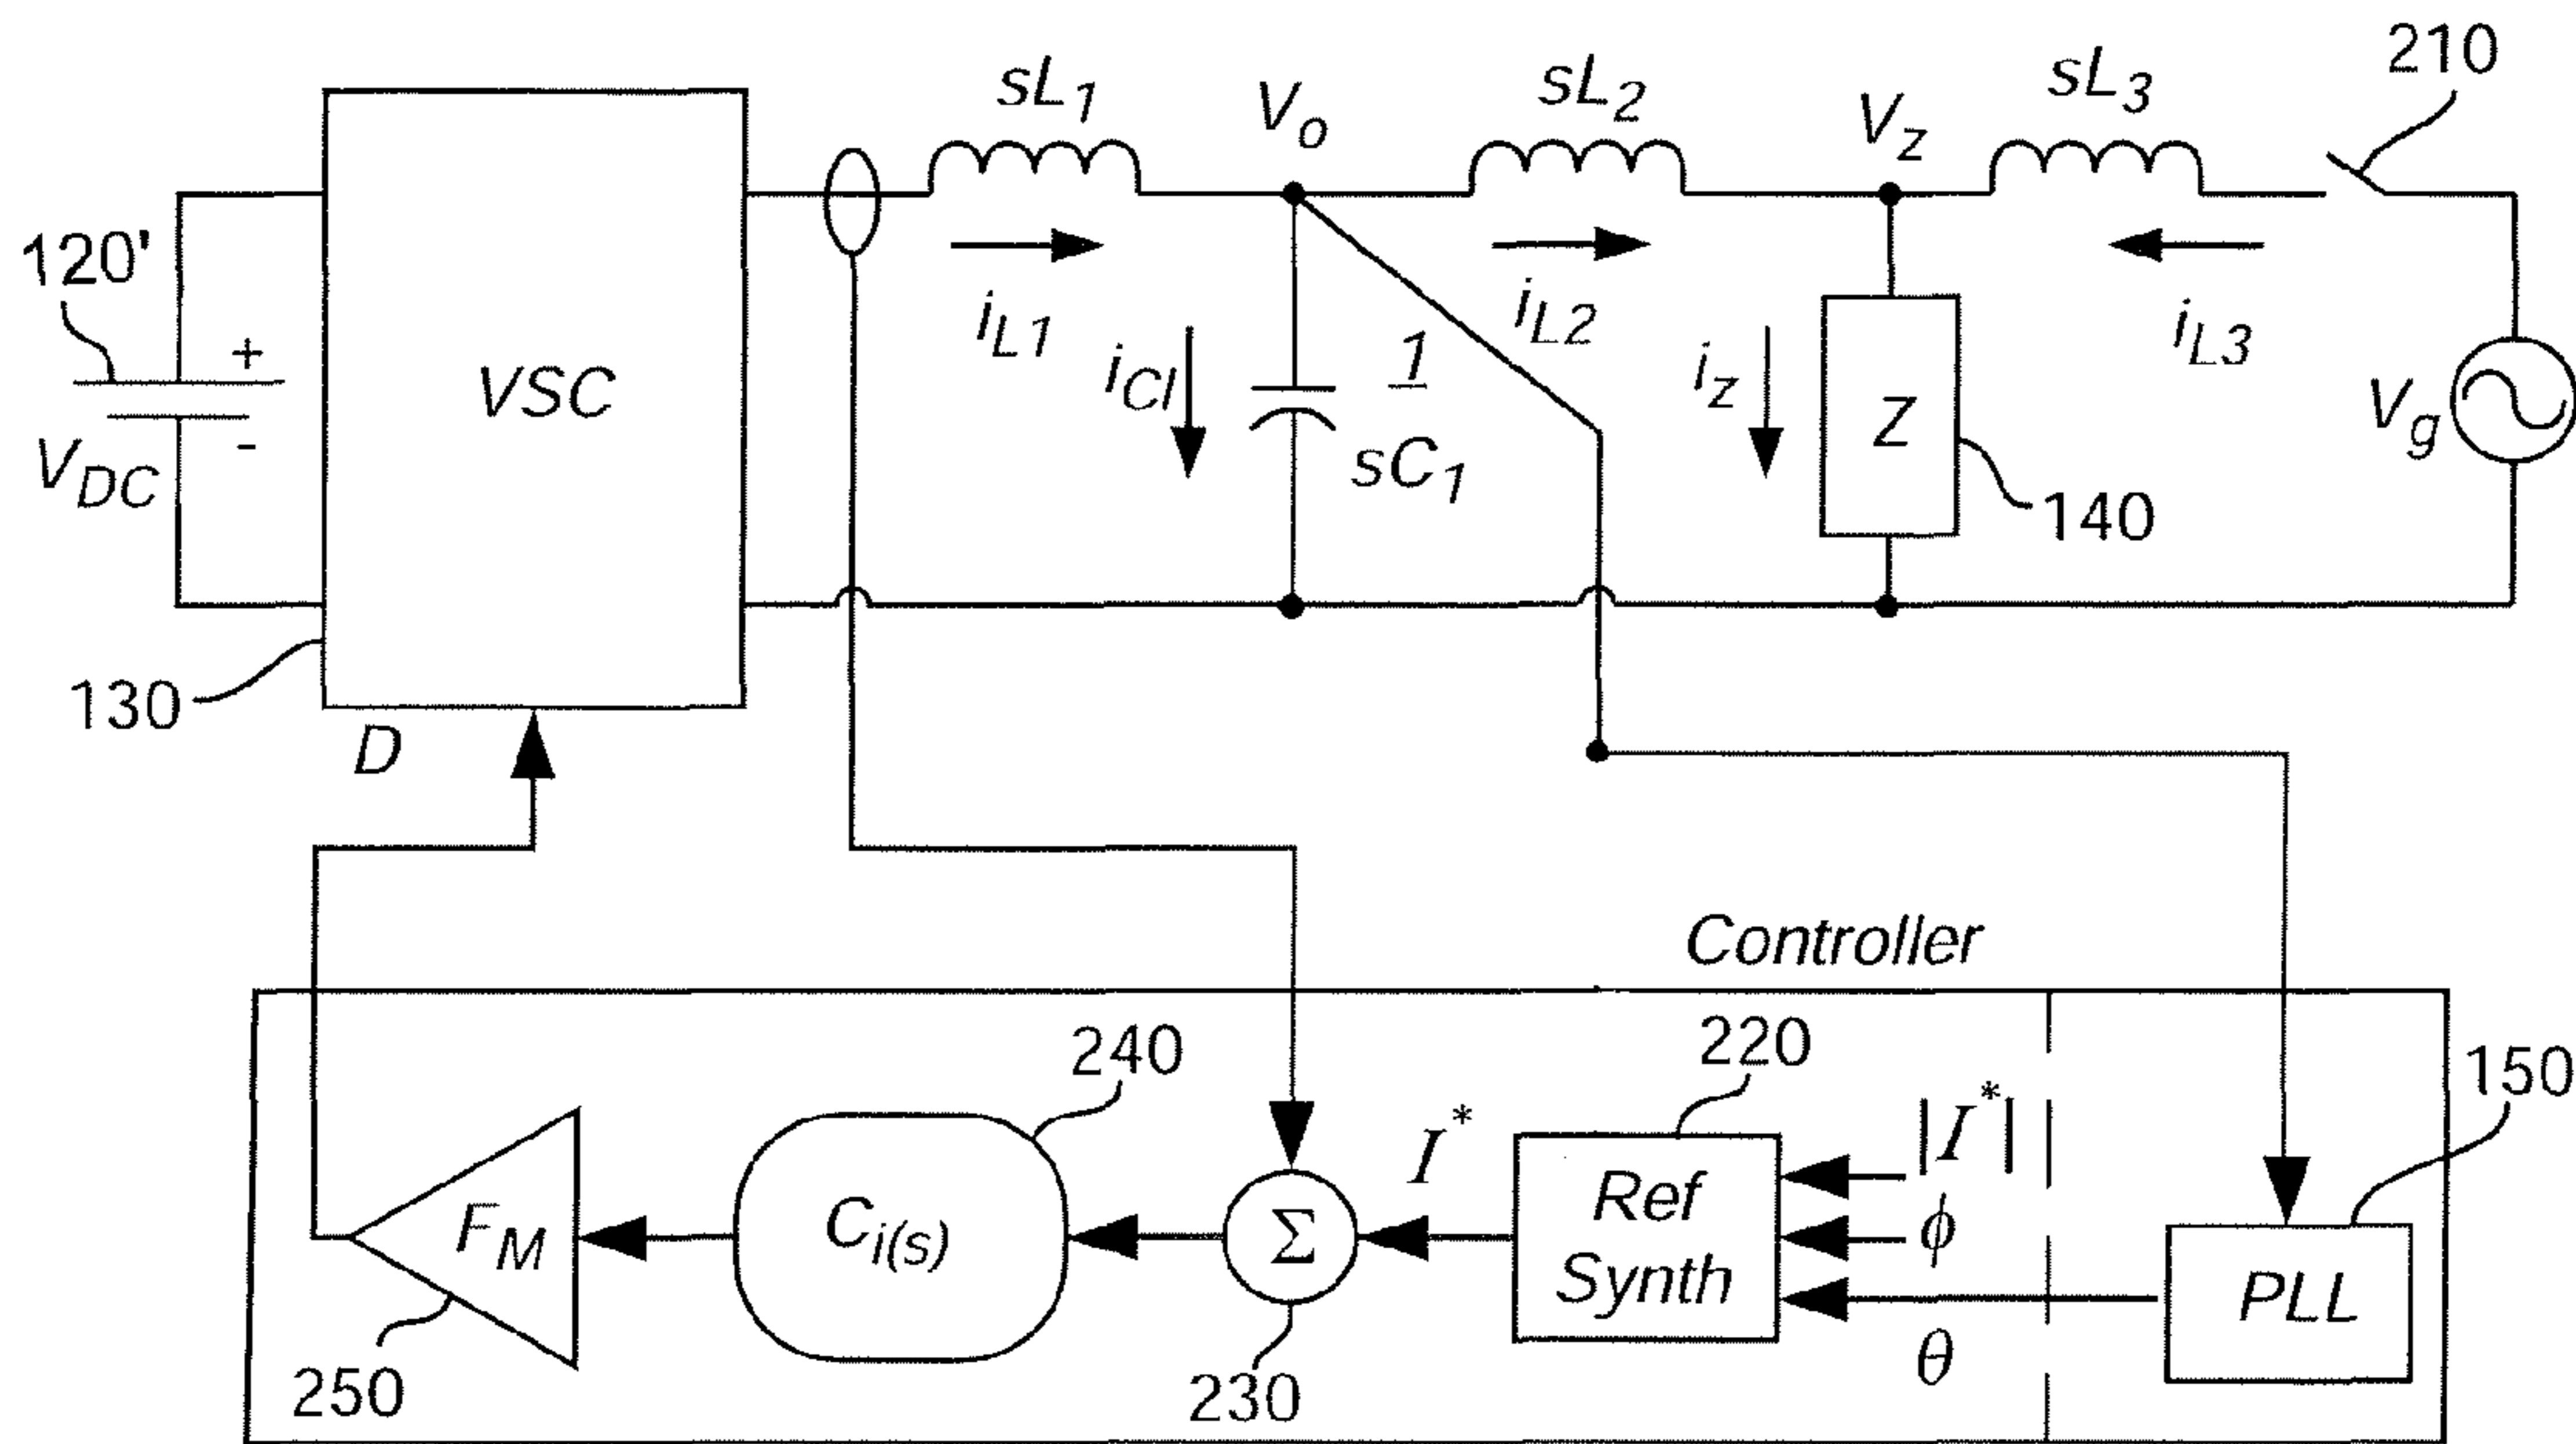 210
sL1
Vo
sL2
Vz
sL3
120'
+
-
VDC
VSC
iL1
iCl
1
sC1
iL2
iz
Z
140
iL3
Vg
130
D
Controller
240
220
150
FM
Ci(s)
Σ
I*
Ref
Synth
|I*|
ϕ
θ
PLL
250
230